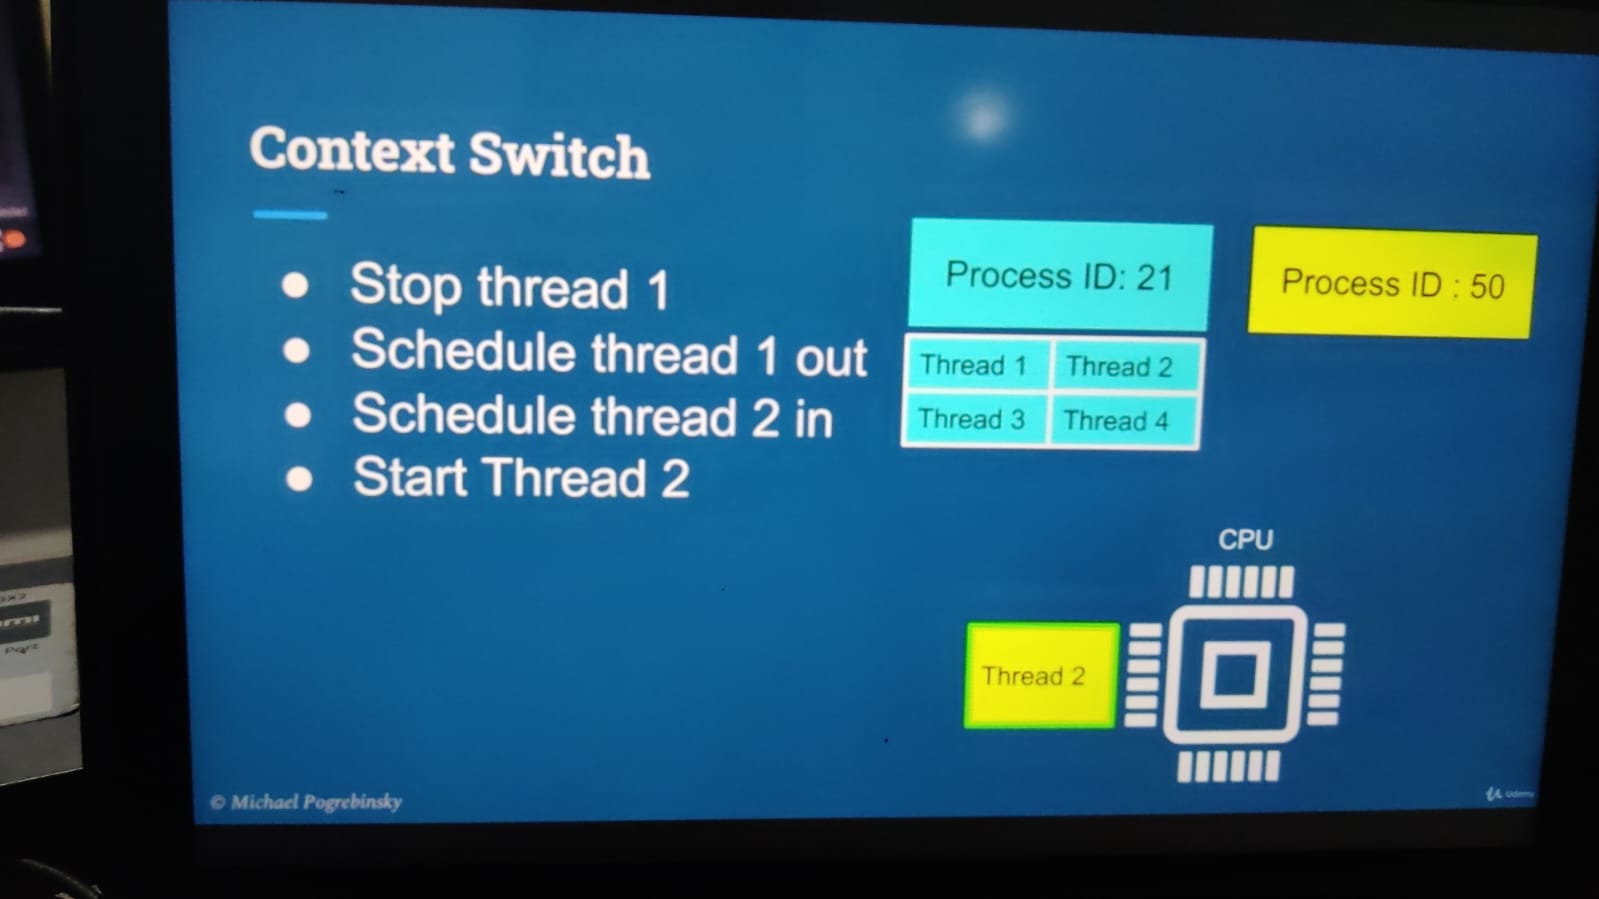 Context Switch
● Stop thread 1
● Schedule thread 1 out
● Schedule thread 2 in
● Start Thread 2
Process ID: 21
Process ID : 50
Thread 1
Thread 2
Thread 3
Thread 4
CPU
Thread 2
© Michael Pogrebinsky
Udemy
Port